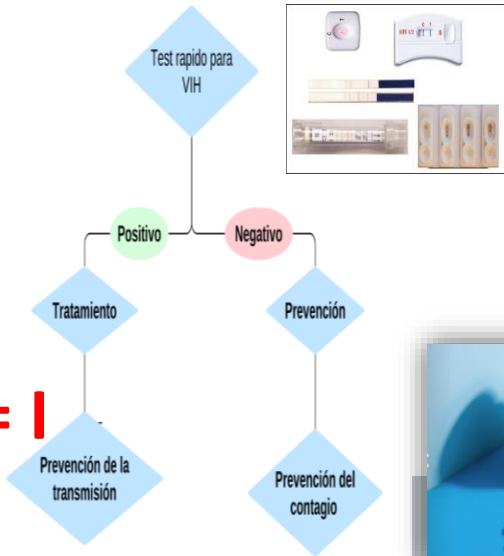 Test rapido para
VIH
Positivo
Negativo
Tratamiento
Prevención
= I
Prevención de la
transmisión
Prevención del
contagio